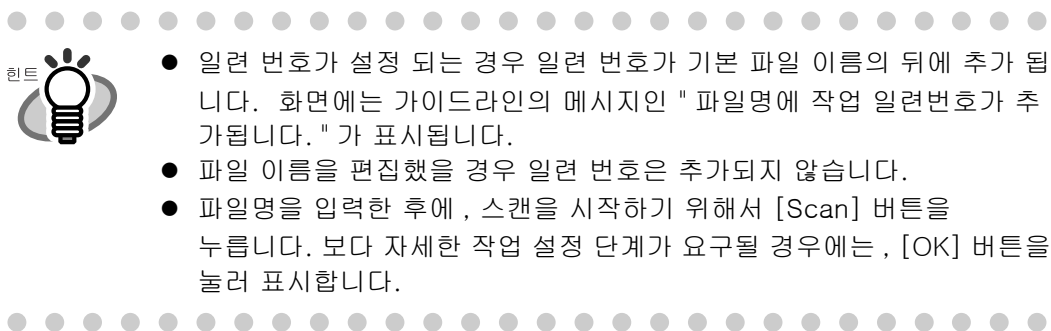 힌트
● 일련 번호가 설정 되는 경우 일련 번호가 기본 파일 이름의 뒤에 추가 됩
니다. 화면에는 가이드라인의 메시지인 " 파일명에 작업 일련번호가 추
가됩니다. " 가 표시됩니다.
● 파일 이름을 편집했을 경우 일련 번호은 추가되지 않습니다.
● 파일명을 입력한 후에 , 스캔을 시작하기 위해서 [Scan] 버튼을
누릅니다. 보다 자세한 작업 설정 단계가 요구될 경우에는 , [OK] 버튼을
눌러 표시합니다.